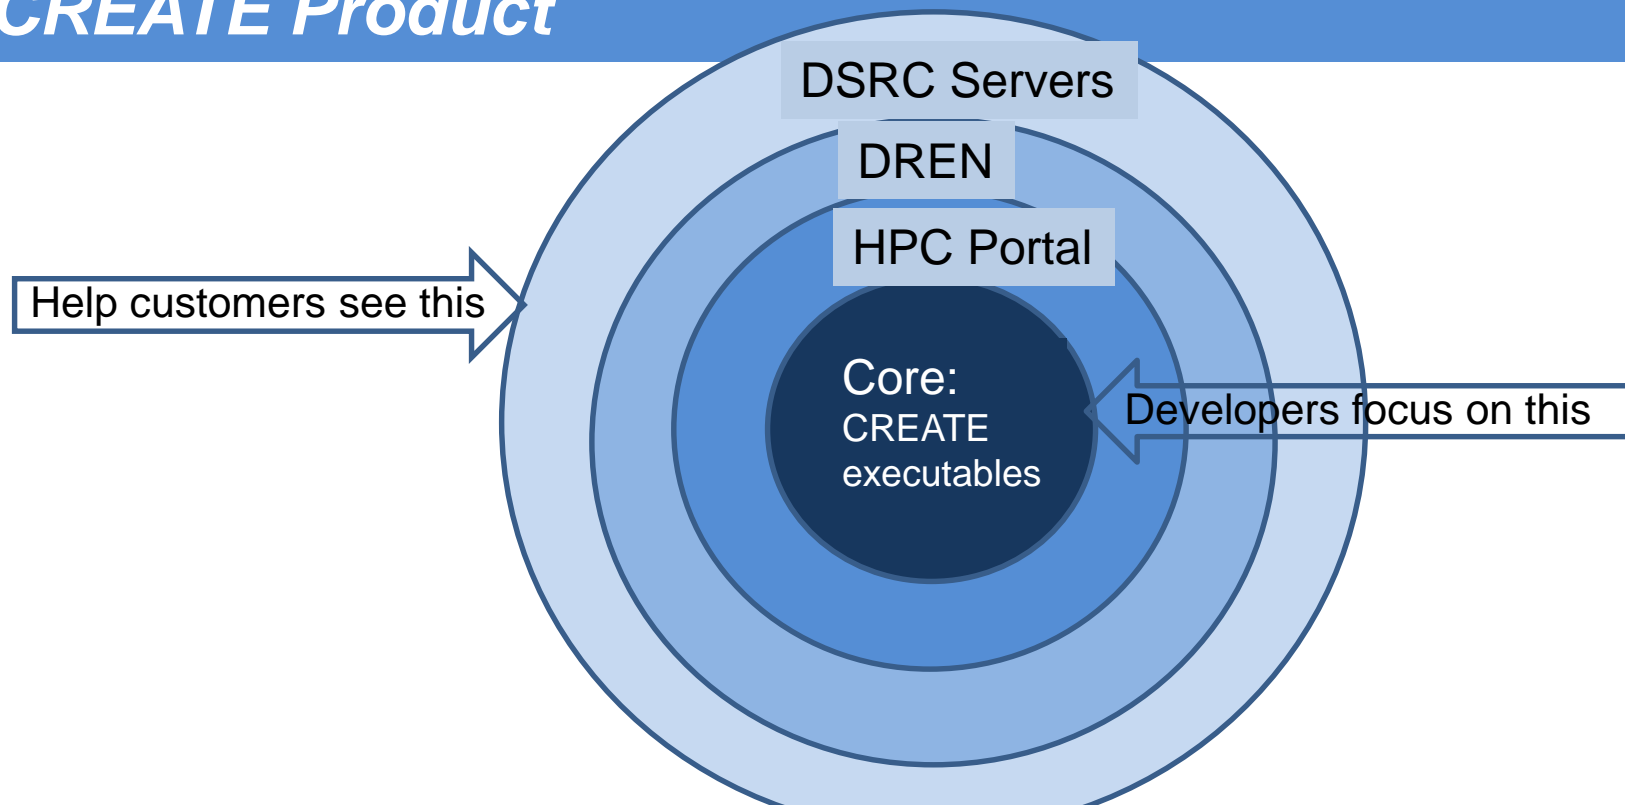 CREATE Product
DSRC Servers
DREN
HPC Portal
Help customers see this
Core:
CREATE
executables
Developers focus on this